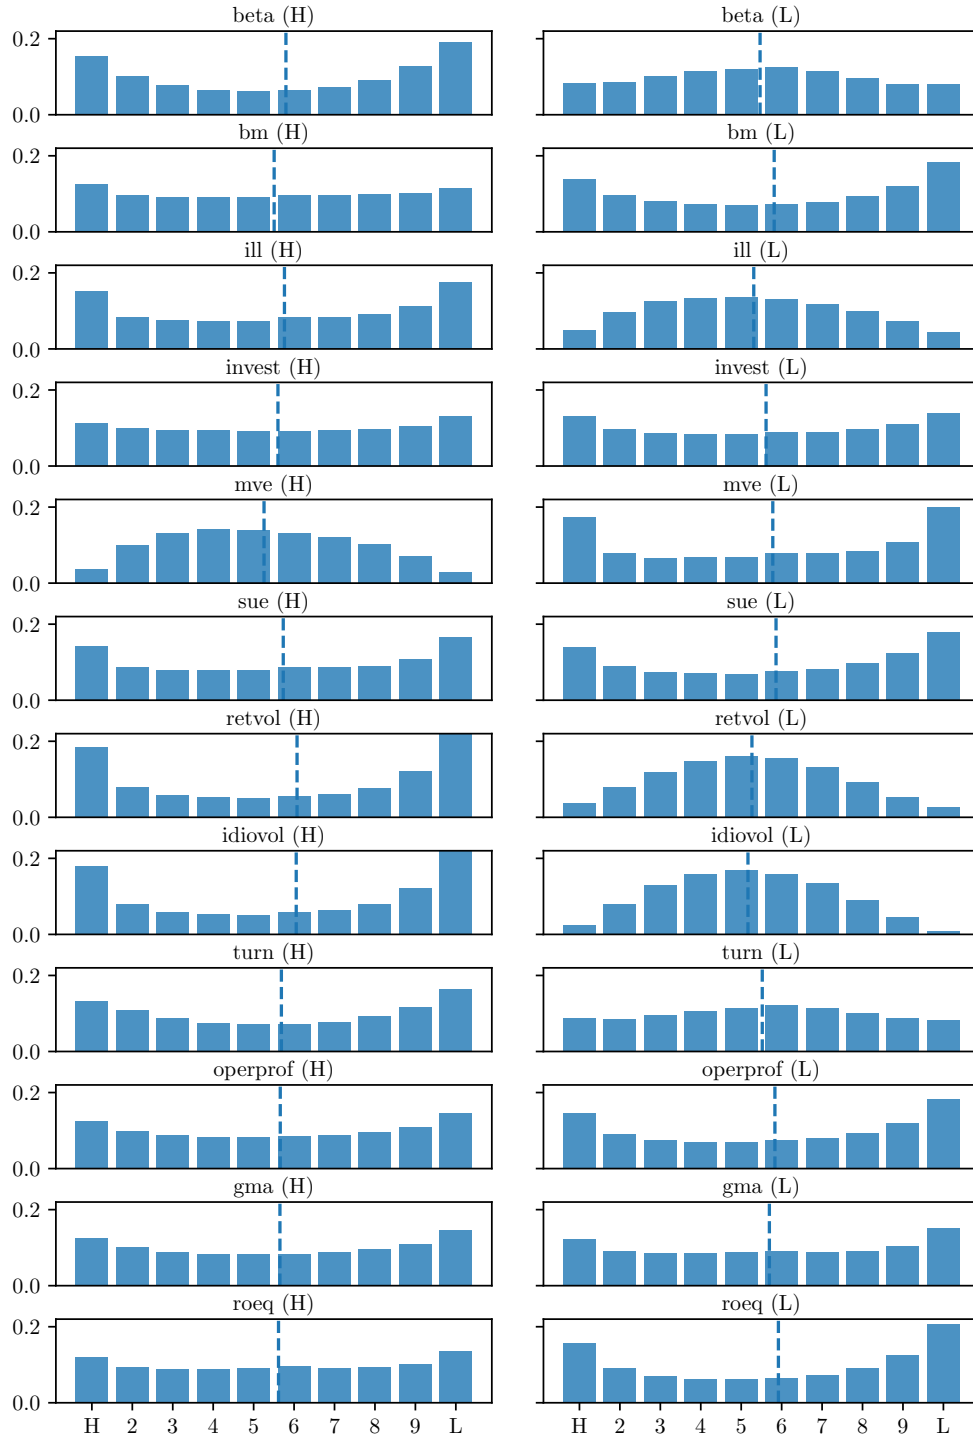 beta (H) beta (L)
0.2
0.0
bm (H) bm (L)
0.2
0.0
ill (H) ill (L)
0.2
0.0
invest (H) invest (L)
0.2
0.0
mve (H) mve (L)
0.2
0.0
sue (H) sue (L)
0.2
0.0
retvol (H) retvol (L)
0.2
0.0
idiovol (H) idiovol (L)
0.2
0.0
turn (H) turn (L)
0.2
0.0
operprof (H) operprof (L)
0.2
0.0
gma (H) gma (L)
0.2
0.0
roeq (H) roeq (L)
0.2
0.0
H 2 3 4 5 6 7 8 9 L H 2 3 4 5 6 7 8 9 L